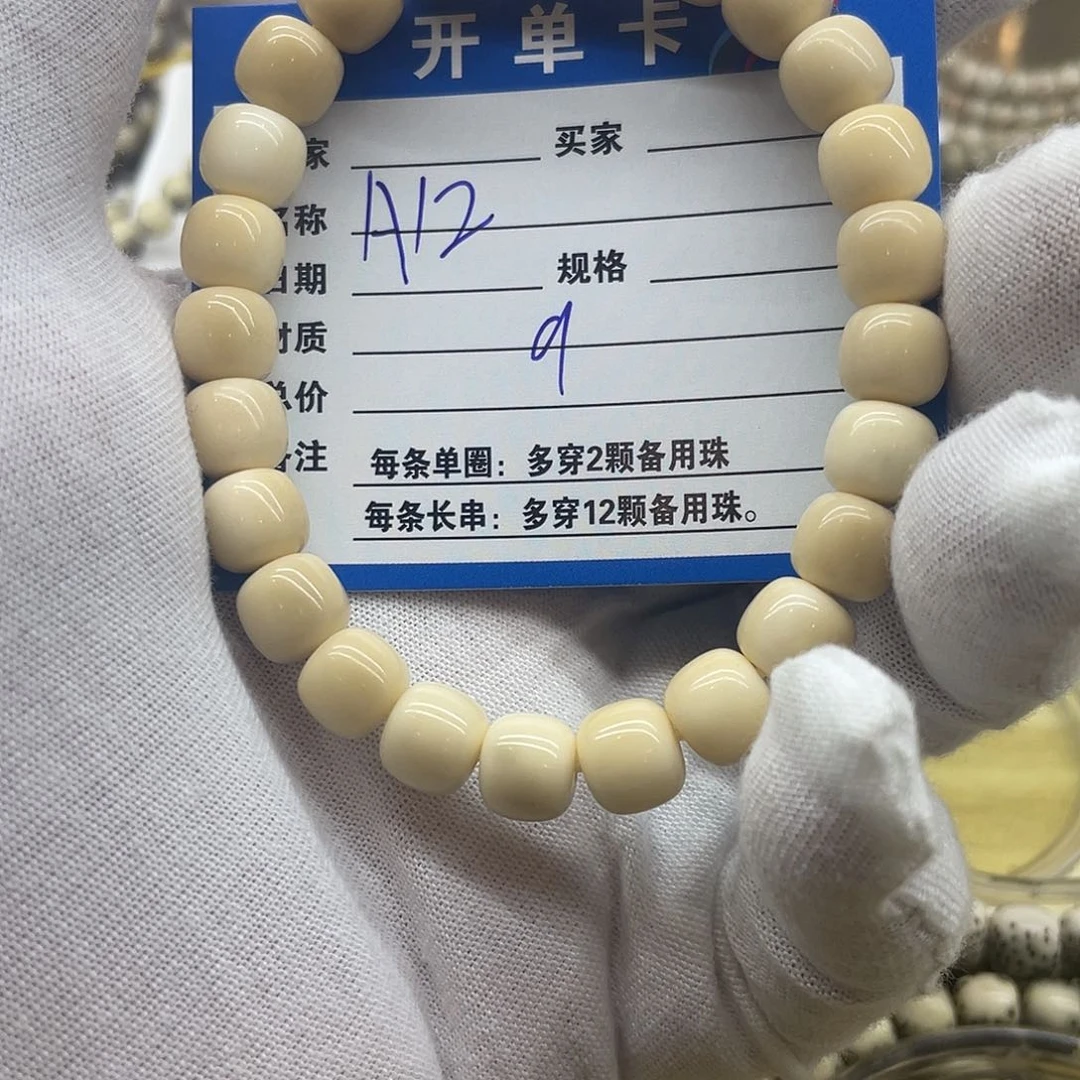 开单卡
家 买家
名称 A12
日期 规格
材质 9
总价
备注 每条单圈：多穿2颗备用珠
每条长串：多穿12颗备用珠。